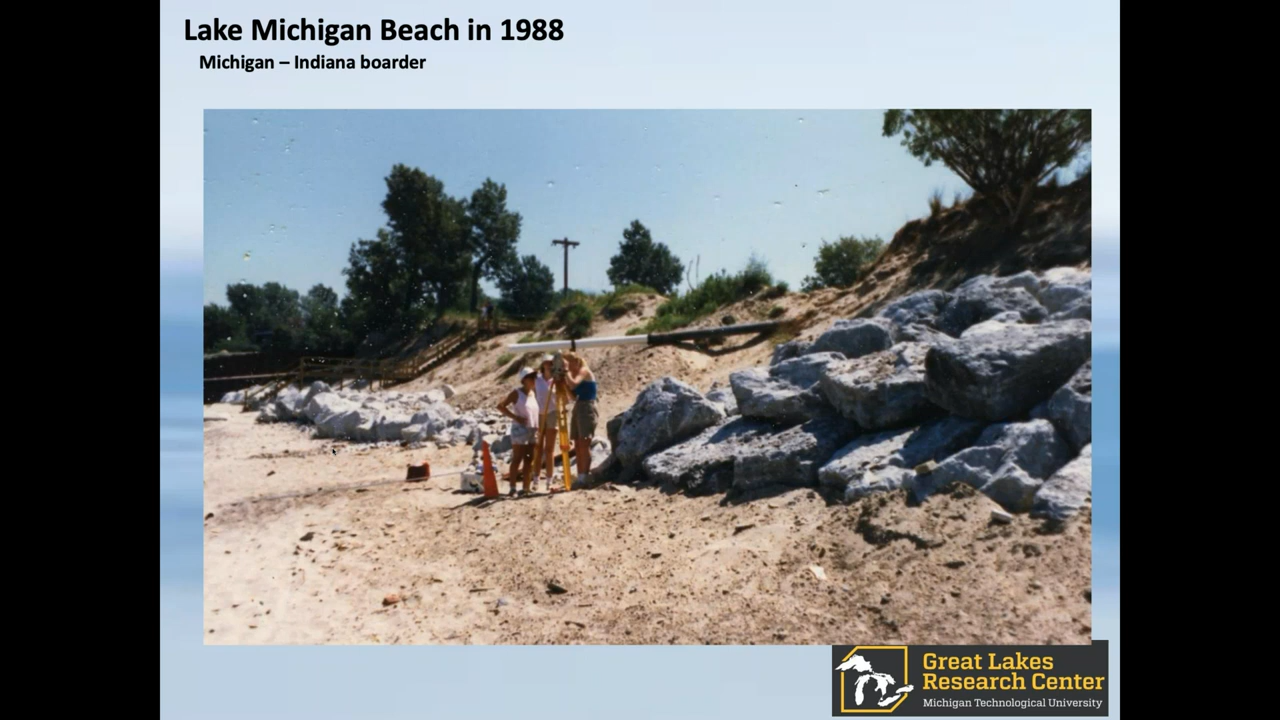 Lake Michigan Beach in 1988
Michigan – Indiana boarder
Great Lakes
Research Center
Michigan Technological University